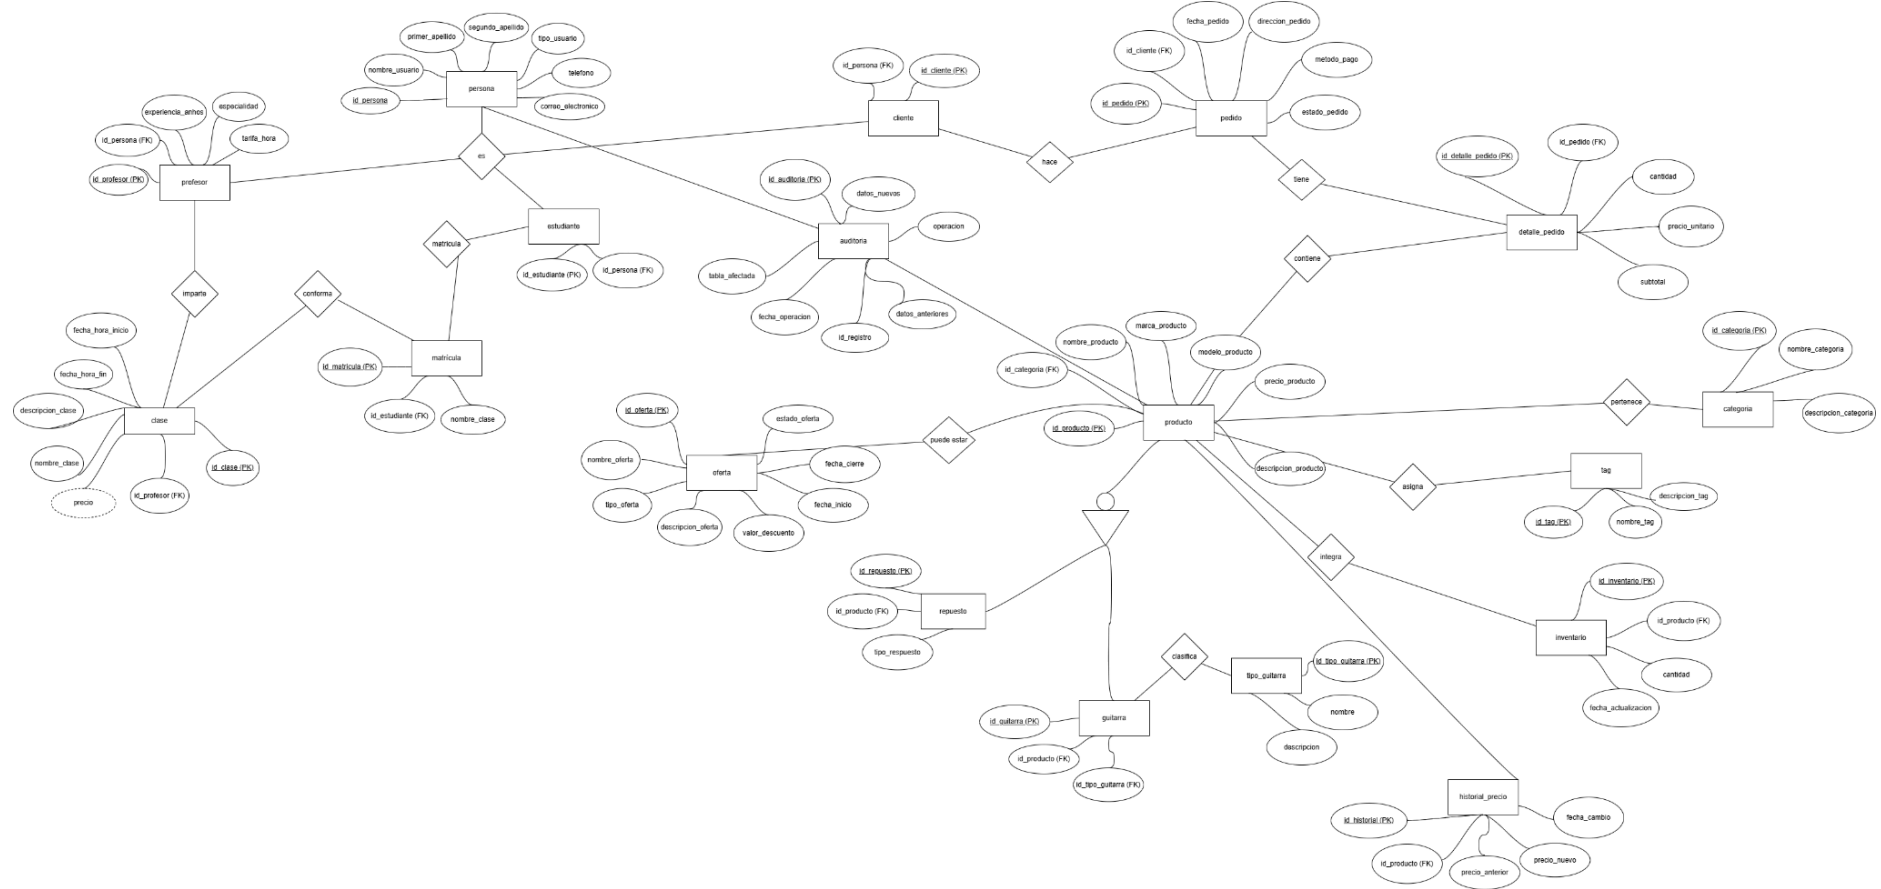 segundo_apellido
primer_apellido
tipo_usuario
nombre_usuario
telefono
persona
id_persona
correo_electronico
experiencia_anhos
especialidad
id_persona (FK)
tarifa_hora
id_profesor (PK)
profesor
es
id_persona (FK)
id_cliente (PK)
cliente
hace
fecha_pedido
direccion_pedido
id_cliente (FK)
metodo_pago
id_pedido (PK)
estado_pedido
pedido
tiene
id_detalle_pedido (PK)
id_pedido (FK)
cantidad
precio_unitario
detalle_pedido
subtotal
contiene
estudiante
matricula
id_estudiante (PK)
id_persona (FK)
id_auditoria (PK)
datos_nuevos
operacion
auditoria
tabla_afectada
fecha_operacion
datos_anteriores
id_registro
imparte
conforma
fecha_hora_inicio
fecha_hora_fin
descripcion_clase
clase
nombre_clase
id_clase (PK)
precio
id_profesor (FK)
matrícula
id_matricula (PK)
id_estudiante (FK)
nombre_clase
marca_producto
nombre_producto
modelo_producto
id_categoria (FK)
precio_producto
id_producto (PK)
producto
descripcion_producto
id_categoria (PK)
nombre_categoria
pertenece
categoria
descripcion_categoria
id_oferta (PK)
estado_oferta
puede estar
nombre_oferta
oferta
fecha_cierre
tipo_oferta
fecha_inicio
descripcion_oferta
valor_descuento
tag
asigna
descripcion_tag
id_tag (PK)
nombre_tag
integra
id_inventario (PK)
id_producto (FK)
inventario
cantidad
fecha_actualizacion
id_repuesto (PK)
id_producto (FK)
repuesto
tipo_respuesto
clasifica
id_tipo_guitarra (PK)
tipo_guitarra
nombre
descripcion
id_guitarra (PK)
guitarra
id_producto (FK)
id_tipo_guitarra (FK)
historial_precio
id_historial (PK)
fecha_cambio
id_producto (FK)
precio_nuevo
precio_anterior